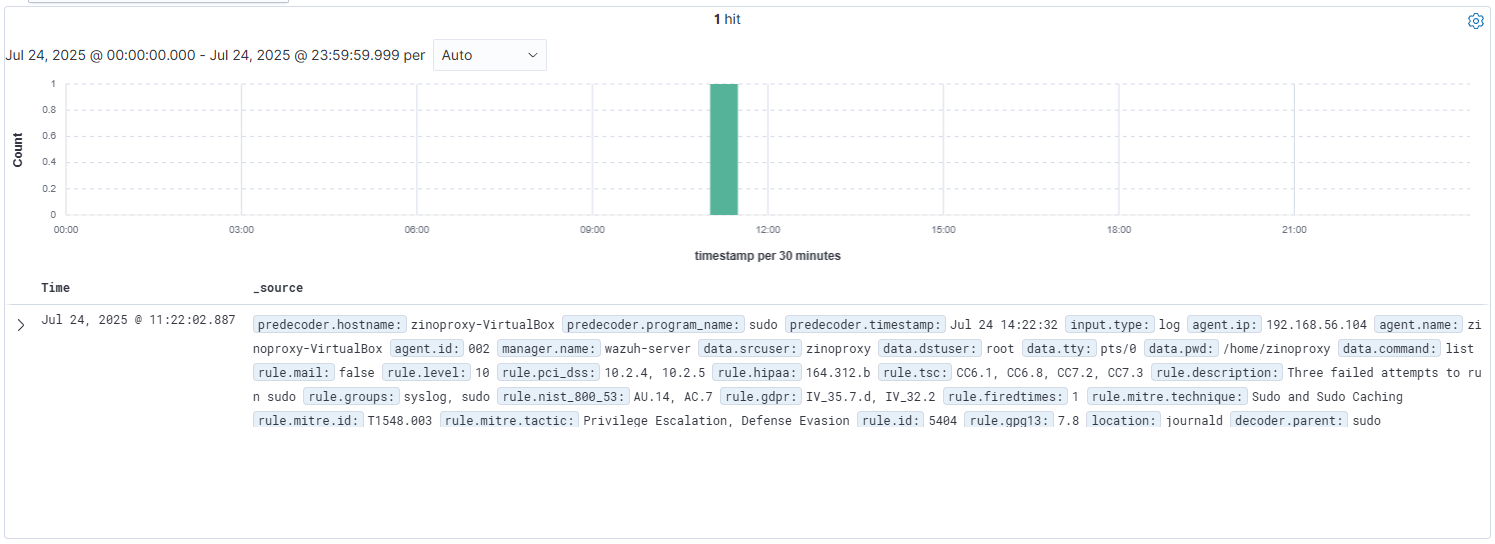 1 hit
Jul 24, 2025 @ 00:00:00.000 - Jul 24, 2025 @ 23:59:59.999 per Auto
Count
1
0.8
0.6
0.4
0.2
0
00:00 03:00 06:00 09:00 12:00 15:00 18:00 21:00
timestamp per 30 minutes
Time _source
Jul 24, 2025 @ 11:22:02.887 predecoder.hostname: zinoproxy-VirtualBox predecoder.program_name: sudo predecoder.timestamp: Jul 24 14:22:32 input.type: log agent.ip: 192.168.56.104 agent.name: zi
noproxy-VirtualBox agent.id: 002 manager.name: wazuh-server data.srcuser: zinoproxy data.dstuser: root data.tty: pts/0 data.pwd: /home/zinoproxy data.command: list
rule.mail: false rule.level: 10 rule.pci_dss: 10.2.4, 10.2.5 rule.hipaa: 164.312.b rule.tsc: CC6.1, CC6.8, CC7.2, CC7.3 rule.description: Three failed attempts to ru
n sudo rule.groups: syslog, sudo rule.nist_800_53: AU.14, AC.7 rule.gdpr: IV_35.7.d, IV_32.2 rule.firedtimes: 1 rule.mitre.technique: Sudo and Sudo Caching
rule.mitre.id: T1548.003 rule.mitre.tactic: Privilege Escalation, Defense Evasion rule.id: 5404 rule.gpg13: 7.8 location: journald decoder.parent: sudo